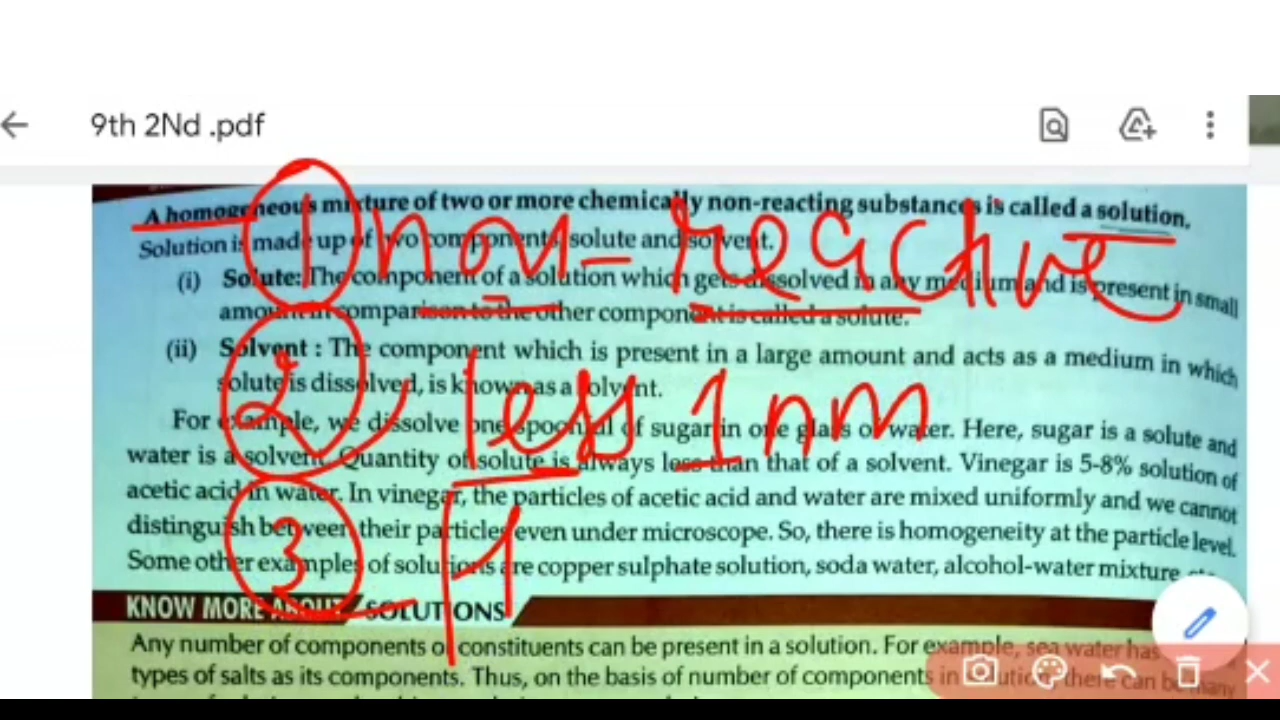 9th 2Nd .pdf
A homogeneous mixture of two or more chemically non-reacting substances is called a solution.
Solution is made up of two components, solute and solvent.
(i) Solute: The component of a solution which gets dissolved in any medium and is present in small
amount in comparison to the other component is called a solute.
(ii) Solvent : The component which is present in a large amount and acts as a medium in which
solute is dissolved, is known as a solvent.
For example, we dissolve one spoonful of sugar in one glass of water. Here, sugar is a solute and
water is a solvent. Quantity of solute is always less than that of a solvent. Vinegar is 5-8% solution of
acetic acid in water. In vinegar, the particles of acetic acid and water are mixed uniformly and we cannot
distinguish between their particles even under microscope. So, there is homogeneity at the particle level.
Some other examples of solutions are copper sulphate solution, soda water, alcohol-water mixture
KNOW MORE ABOUT SOLUTIONS
Any number of components or constituents can be present in a solution. For example, sea water has
types of salts as its components. Thus, on the basis of number of components in solution, there can be many
1 non-reactive
2 less 1nm
3